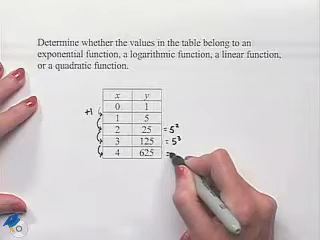 Determine whether the values in the table belong to an
exponential function, a logarithmic function, a linear function,
or a quadratic function.
x y
0 1
+1
1 5
2 25 = 5²
3 125 = 5³
4 625 =